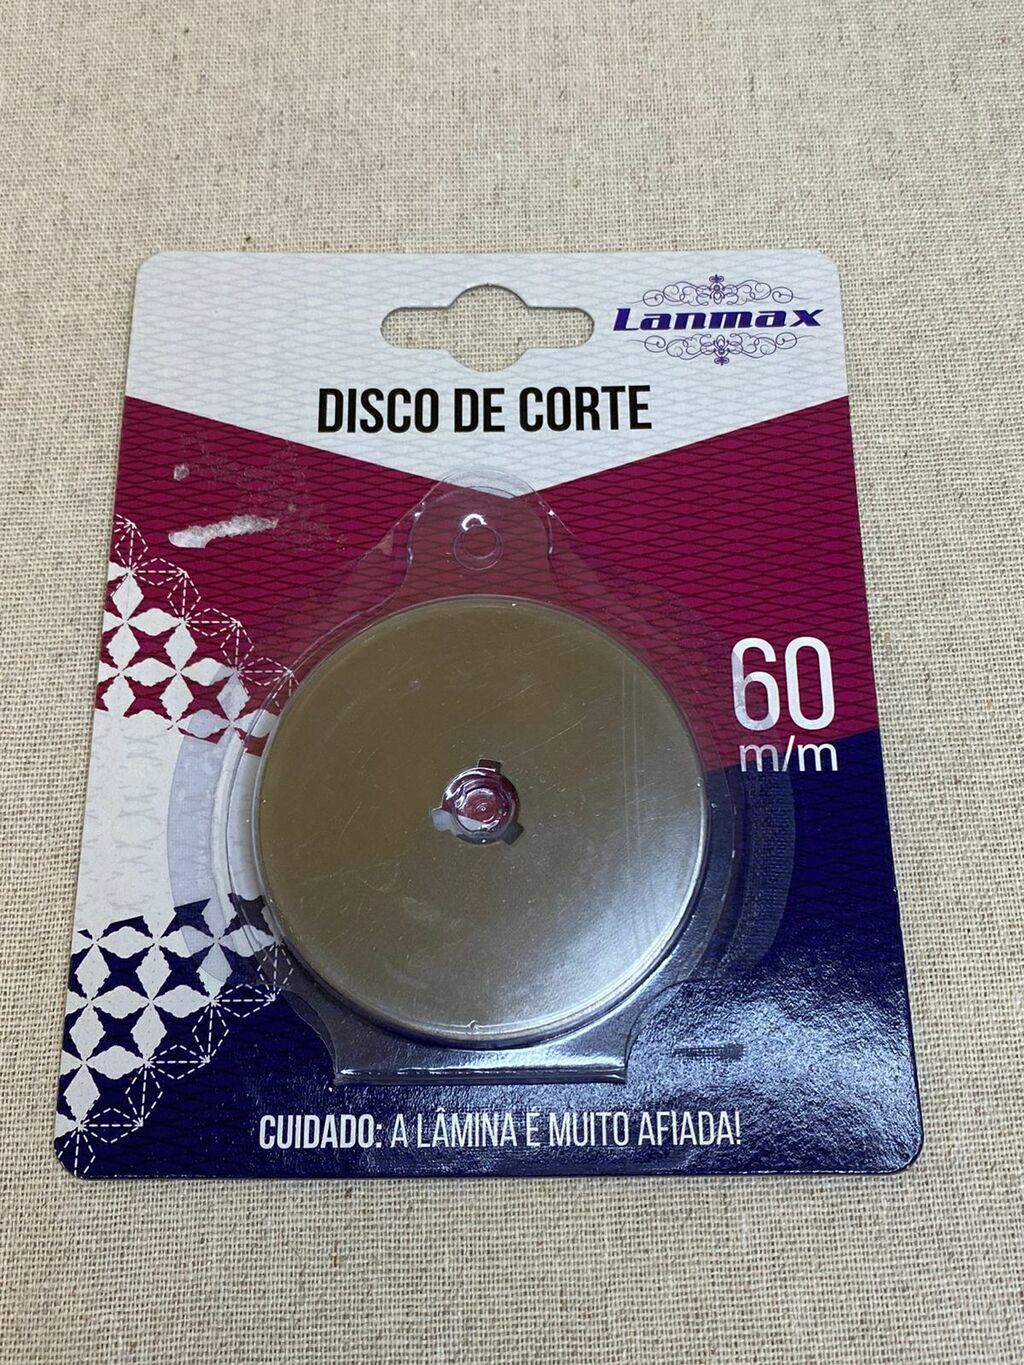 Lanmax
DISCO DE CORTE
60
m/m
CUIDADO: A LÂMINA É MUITO AFIADA!